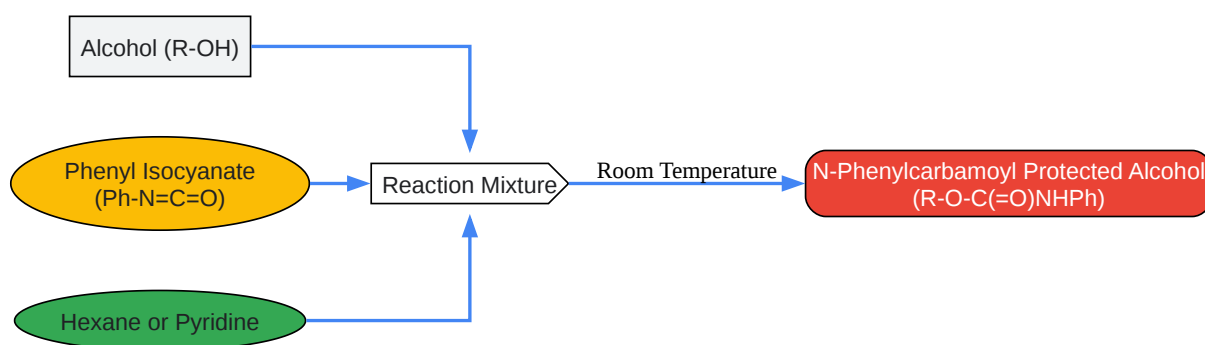 Alcohol (R-OH)
Phenyl Isocyanate
(Ph-N=C=O)
Reaction Mixture
Room Temperature
N-Phenylcarbamoyl Protected Alcohol
(R-O-C(=O)NHPh)
Hexane or Pyridine